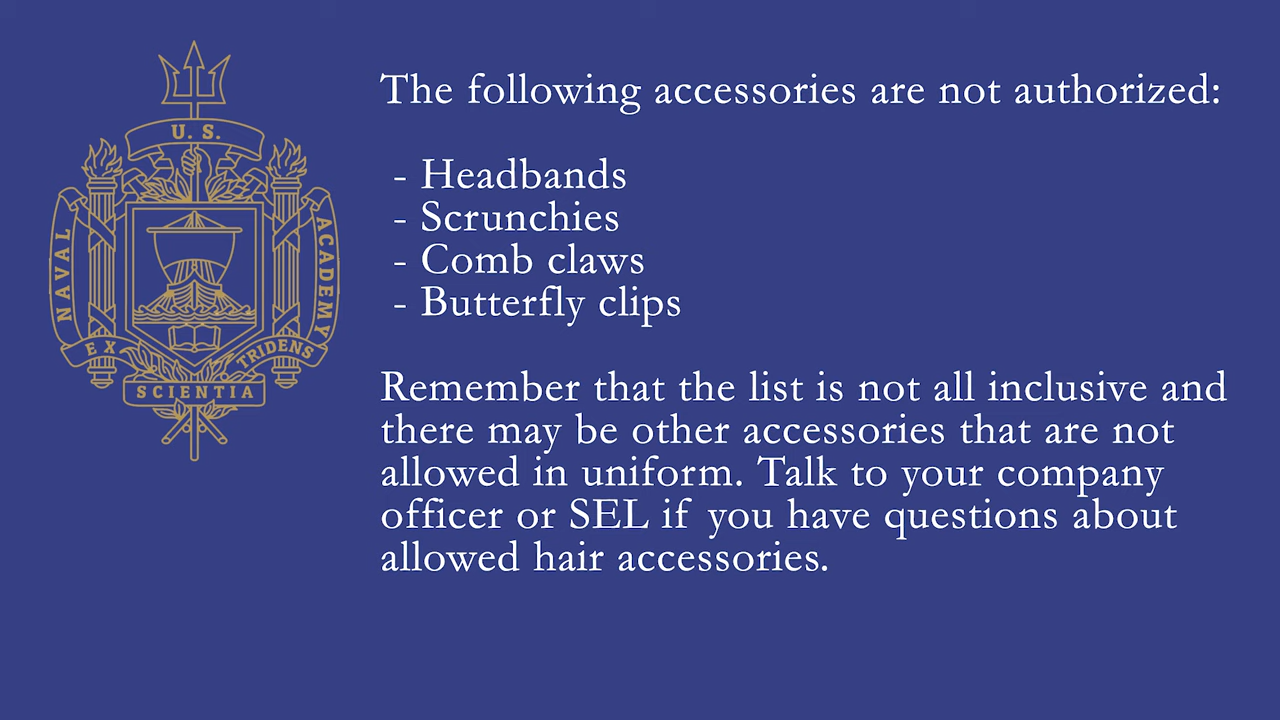 U. S.
NAVAL
ACADEMY
EX
TRIDENS
SCIENTIA
The following accessories are not authorized:
- Headbands
- Scrunchies
- Comb claws
- Butterfly clips
Remember that the list is not all inclusive and
there may be other accessories that are not
allowed in uniform. Talk to your company
officer or SEL if you have questions about
allowed hair accessories.